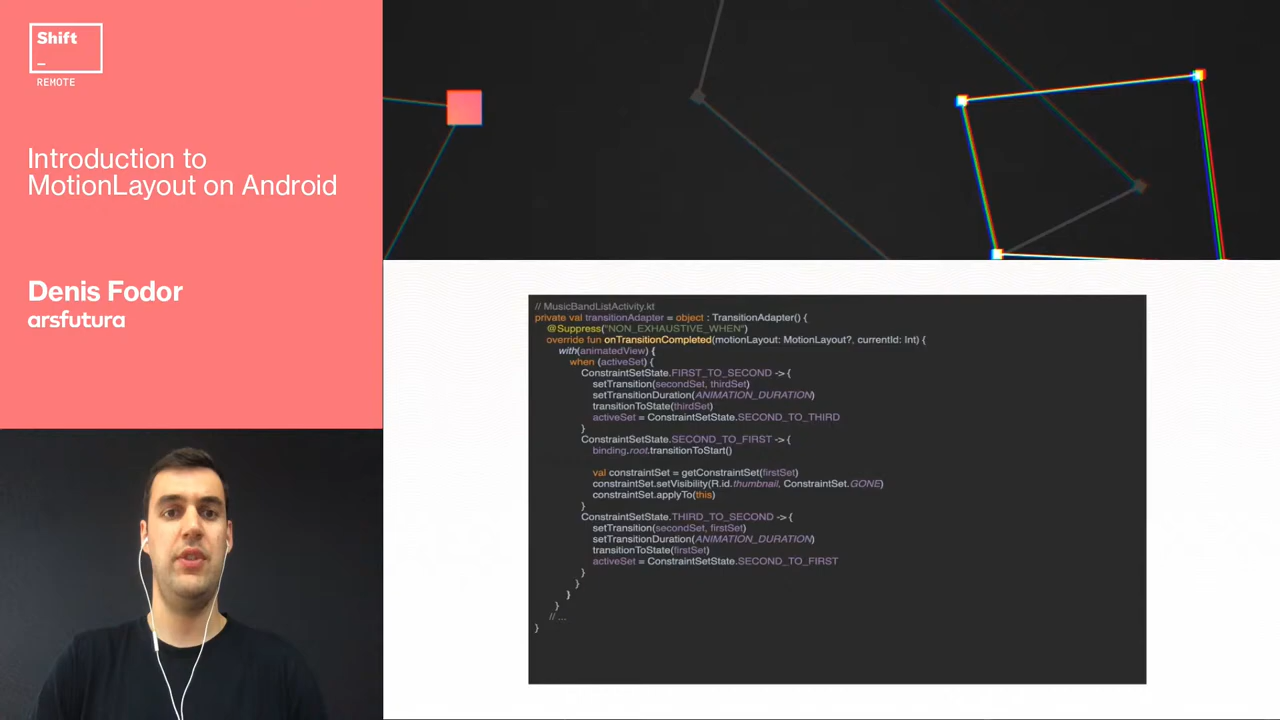 Shift
_
REMOTE
Introduction to
MotionLayout on Android
Denis Fodor
arsfutura
// MusicBandListActivity.kt
private val transitionAdapter = object : TransitionAdapter() {
@Suppress("NON_EXHAUSTIVE_WHEN")
override fun onTransitionCompleted(motionLayout: MotionLayout?, currentId: Int) {
with(animatedView) {
when (activeSet) {
ConstraintSetState.FIRST_TO_SECOND -> {
setTransition(secondSet, thirdSet)
setTransitionDuration(ANIMATION_DURATION)
transitionToState(thirdSet)
activeSet = ConstraintSetState.SECOND_TO_THIRD
}
ConstraintSetState.SECOND_TO_FIRST -> {
binding.root.transitionToStart()
val constraintSet = getConstraintSet(firstSet)
constraintSet.setVisibility(R.id.thumbnail, ConstraintSet.GONE)
constraintSet.applyTo(this)
}
ConstraintSetState.THIRD_TO_SECOND -> {
setTransition(secondSet, firstSet)
setTransitionDuration(ANIMATION_DURATION)
transitionToState(firstSet)
activeSet = ConstraintSetState.SECOND_TO_FIRST
}
}
}
}
// ...
}